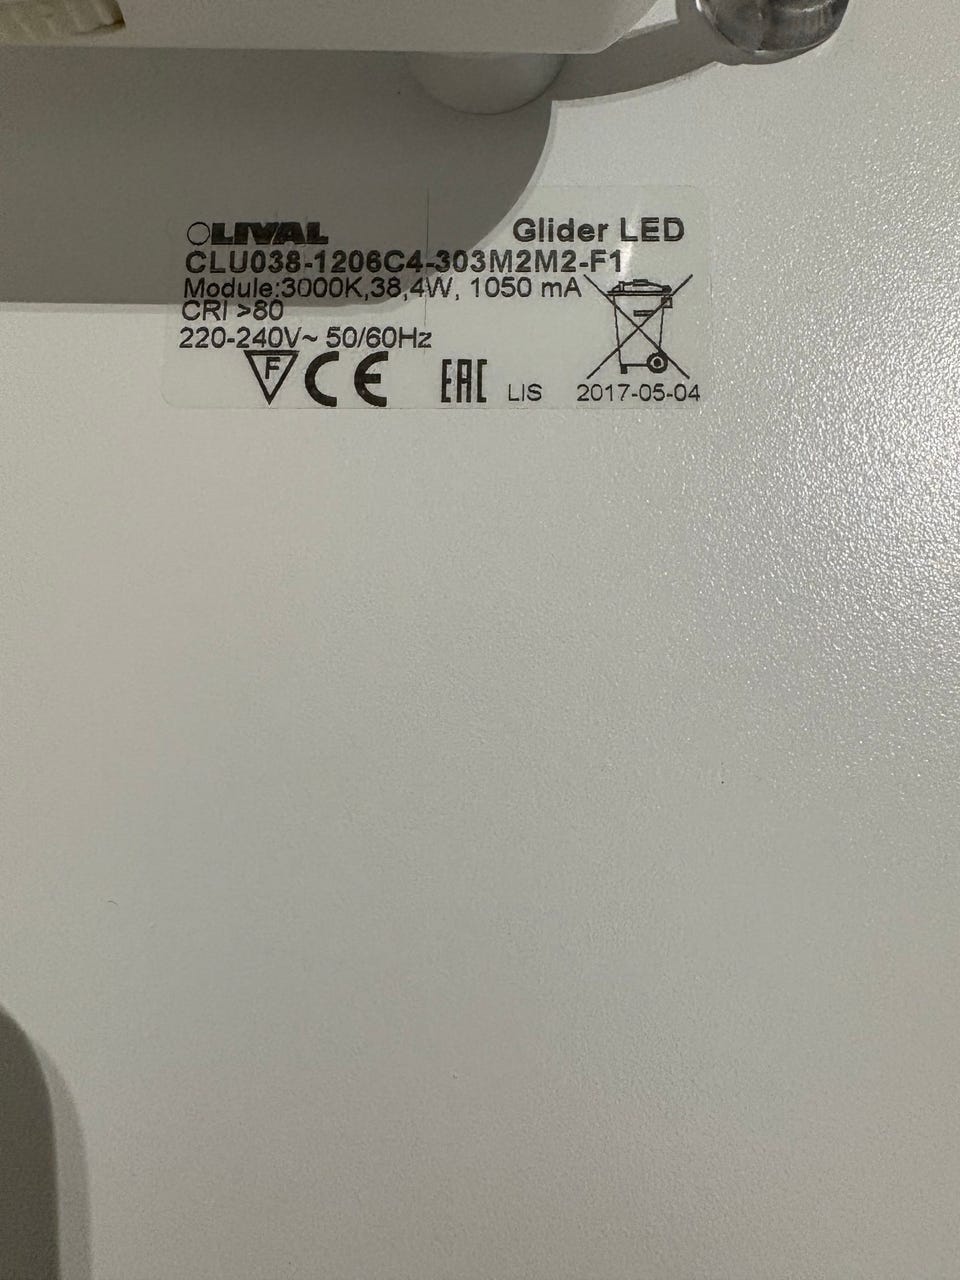 LIVAL Glider LED
CLU038-1206C4-303M2M2-F1
Module:3000K,38,4W, 1050 mA
CRI >80
220-240V~ 50/60Hz
F CE EAC LIS 2017-05-04